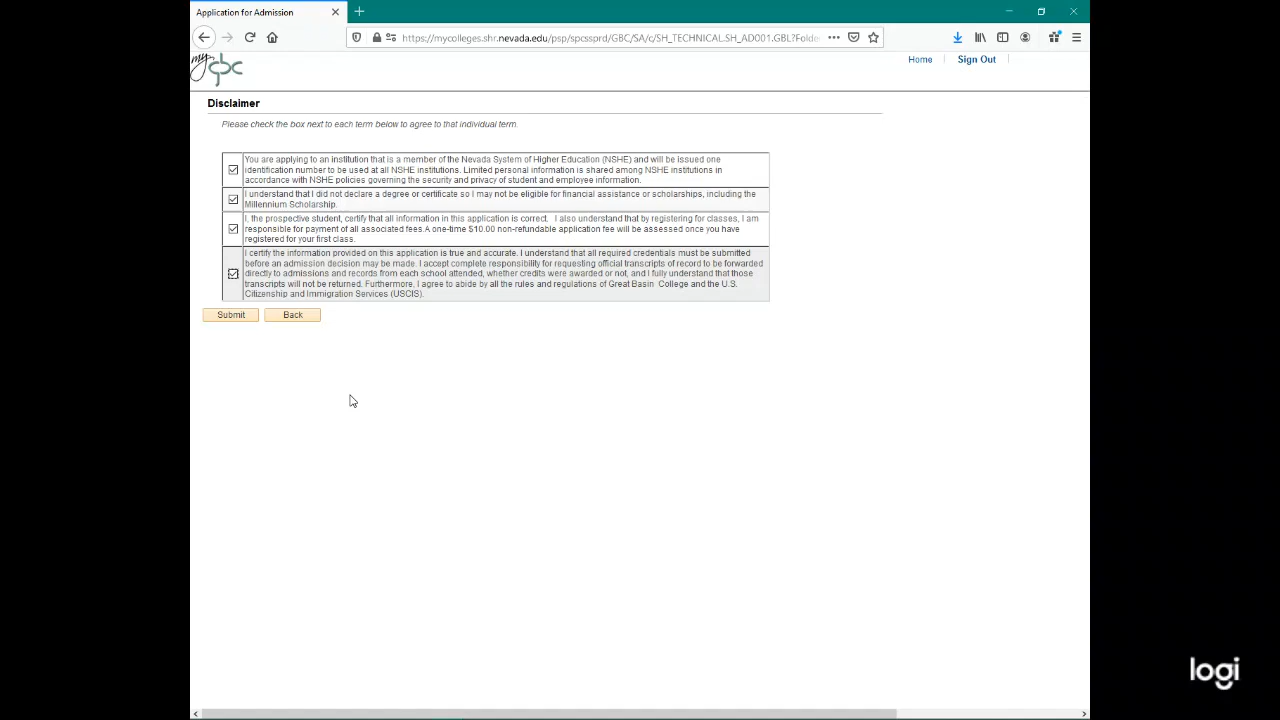 Application for Admission
https://mycolleges.shr.nevada.edu/psp/spcssprd/GBC/SA/c/SH_TECHNICAL.SH_AD001.GBL?Folde
my gbc
Home
Sign Out
Disclaimer
Please check the box next to each term below to agree to that individual term.
You are applying to an institution that is a member of the Nevada System of Higher Education (NSHE) and will be issued one
identification number to be used at all NSHE institutions. Limited personal information is shared among NSHE institutions in
accordance with NSHE policies governing the security and privacy of student and employee information.
I understand that I did not declare a degree or certificate so I may not be eligible for financial assistance or scholarships, including the
Millennium Scholarship.
I, the prospective student, certify that all information in this application is correct. I also understand that by registering for classes, I am
responsible for payment of all associated fees.A one-time $10.00 non-refundable application fee will be assessed once you have
registered for your first class.
I certify the information provided on this application is true and accurate. I understand that all required credentials must be submitted
before an admission decision may be made. I accept complete responsibility for requesting official transcripts of record to be forwarded
directly to admissions and records from each school attended, whether credits were awarded or not, and I fully understand that those
transcripts will not be returned. Furthermore, I agree to abide by all the rules and regulations of Great Basin College and the U.S.
Citizenship and Immigration Services (USCIS).
Submit
Back
logi